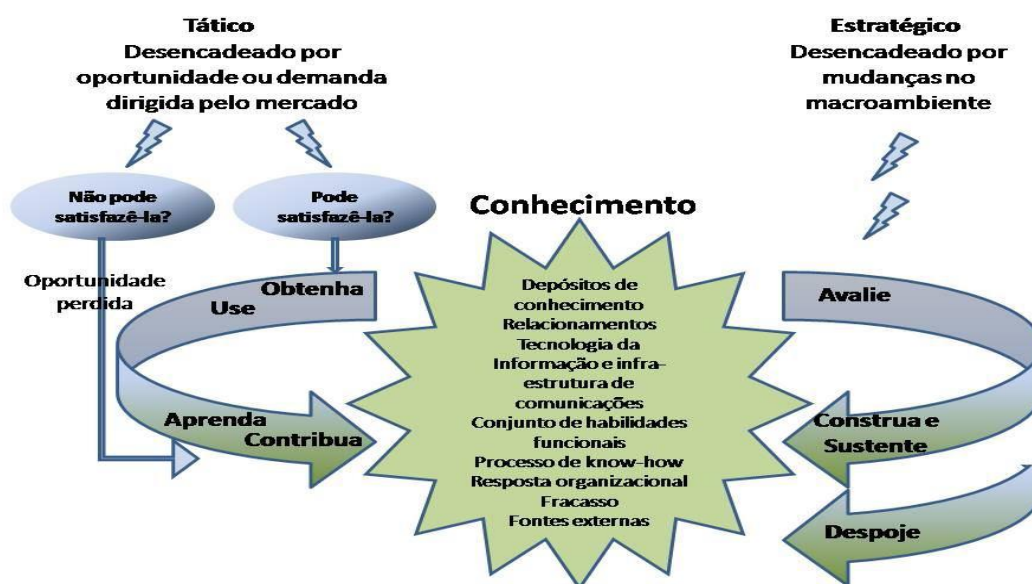 Tático
Desencadeado por
oportunidade ou demanda
dirigida pelo mercado
Estratégico
Desencadeado por
mudanças no
macroambiente
Não pode
satisfazê-la?
Pode
satisfazê-la?
Oportunidade
perdida
Obtenha
Use
Aprenda
Contribua
Conhecimento
Depósitos de
conhecimento
Relacionamentos
Tecnologia da
Informação e infra-
estrutura de
comunicações
Conjunto de habilidades
funcionais
Processo de know-how
Resposta organizacional
Fracasso
Fontes externas
Avalie
Construa e
Sustente
Despoje